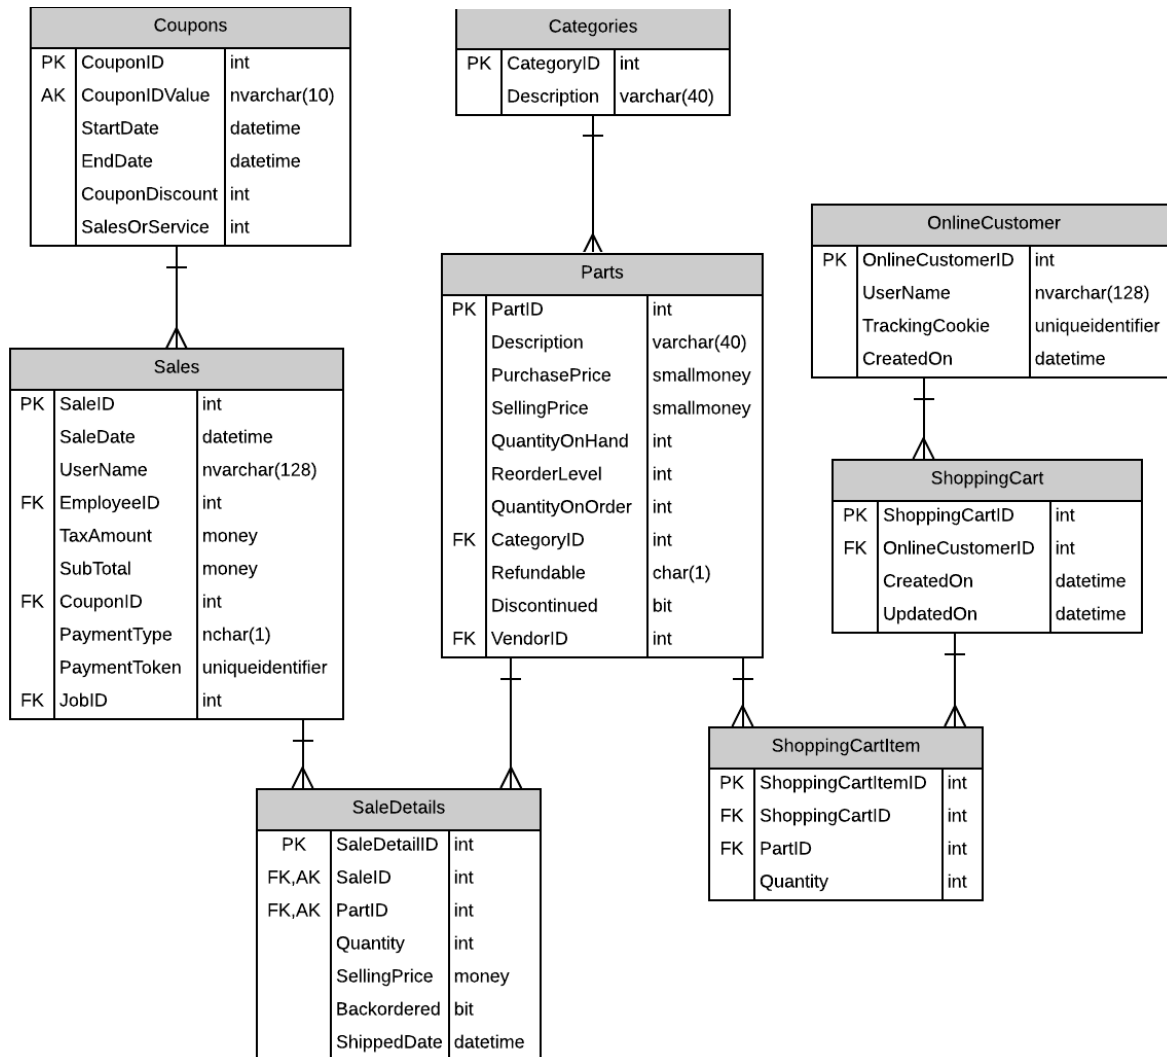 Coupons
PK CouponID int
AK CouponIDValue nvarchar(10)
StartDate datetime
EndDate datetime
CouponDiscount int
SalesOrService int
Categories
PK CategoryID int
Description varchar(40)
OnlineCustomer
PK OnlineCustomerID int
UserName nvarchar(128)
TrackingCookie uniqueidentifier
CreatedOn datetime
Parts
PK PartID int
Description varchar(40)
PurchasePrice smallmoney
SellingPrice smallmoney
QuantityOnHand int
ReorderLevel int
QuantityOnOrder int
FK CategoryID int
Refundable char(1)
Discontinued bit
FK VendorID int
Sales
PK SaleID int
SaleDate datetime
UserName nvarchar(128)
FK EmployeeID int
TaxAmount money
SubTotal money
FK CouponID int
PaymentType nchar(1)
PaymentToken uniqueidentifier
FK JobID int
ShoppingCart
PK ShoppingCartID int
FK OnlineCustomerID int
CreatedOn datetime
UpdatedOn datetime
ShoppingCartItem
PK ShoppingCartItemID int
FK ShoppingCartID int
FK PartID int
Quantity int
SaleDetails
PK SaleDetailID int
FK,AK SaleID int
FK,AK PartID int
Quantity int
SellingPrice money
Backordered bit
ShippedDate datetime